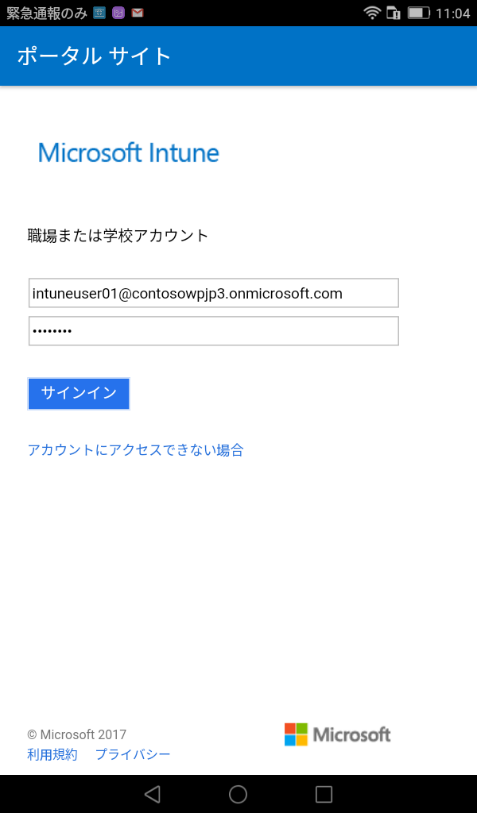 緊急通報のみ 11:04
ポータル サイト
Microsoft Intune
職場または学校アカウント
intuneuser01@contosowpjp3.onmicrosoft.com
••••••••
サインイン
アカウントにアクセスできない場合
© Microsoft 2017
Microsoft
利用規約 プライバシー